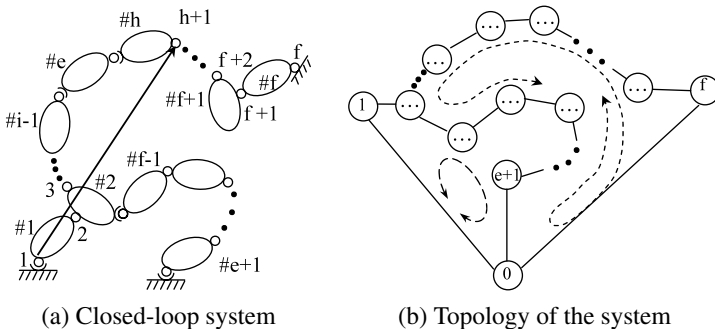 #h
h+1
#e
#f
f
f+2
#f+1
f+1
#i-1
#f-1
3
#2
#1
2
1
#e+1
(a) Closed-loop system
...
...
...
...
1
...
...
...
...
f
...
e+1
0
(b) Topology of the system